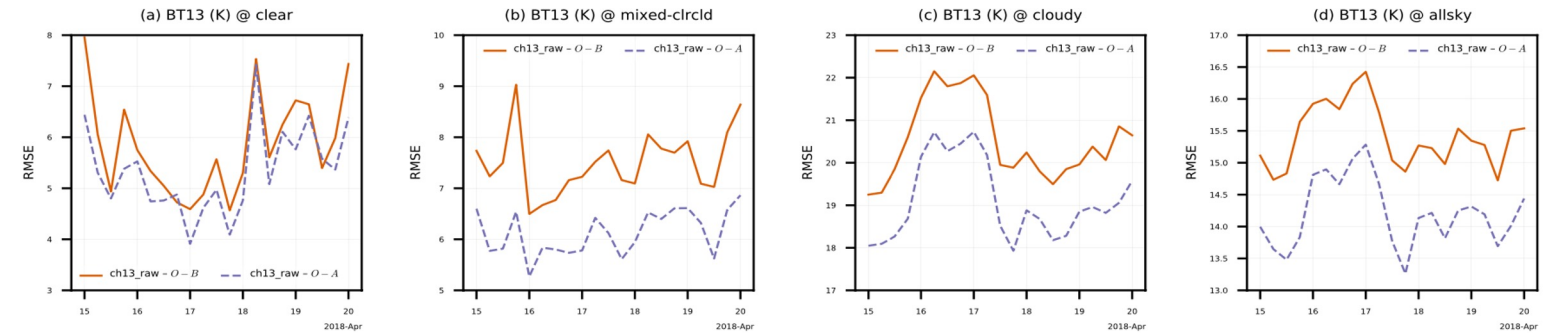 (a) BT13 (K) @ clear
RMSE
8
7
6
5
4
3
ch13_raw – O − B
ch13_raw – O − A
15
16
17
18
19
20
2018-Apr
(b) BT13 (K) @ mixed-clrcld
RMSE
10
9
8
7
6
5
ch13_raw – O − B
ch13_raw – O − A
15
16
17
18
19
20
2018-Apr
(c) BT13 (K) @ cloudy
RMSE
23
22
21
20
19
18
17
ch13_raw – O − B
ch13_raw – O − A
15
16
17
18
19
20
2018-Apr
(d) BT13 (K) @ allsky
RMSE
17.0
16.5
16.0
15.5
15.0
14.5
14.0
13.5
13.0
ch13_raw – O − B
ch13_raw – O − A
15
16
17
18
19
20
2018-Apr